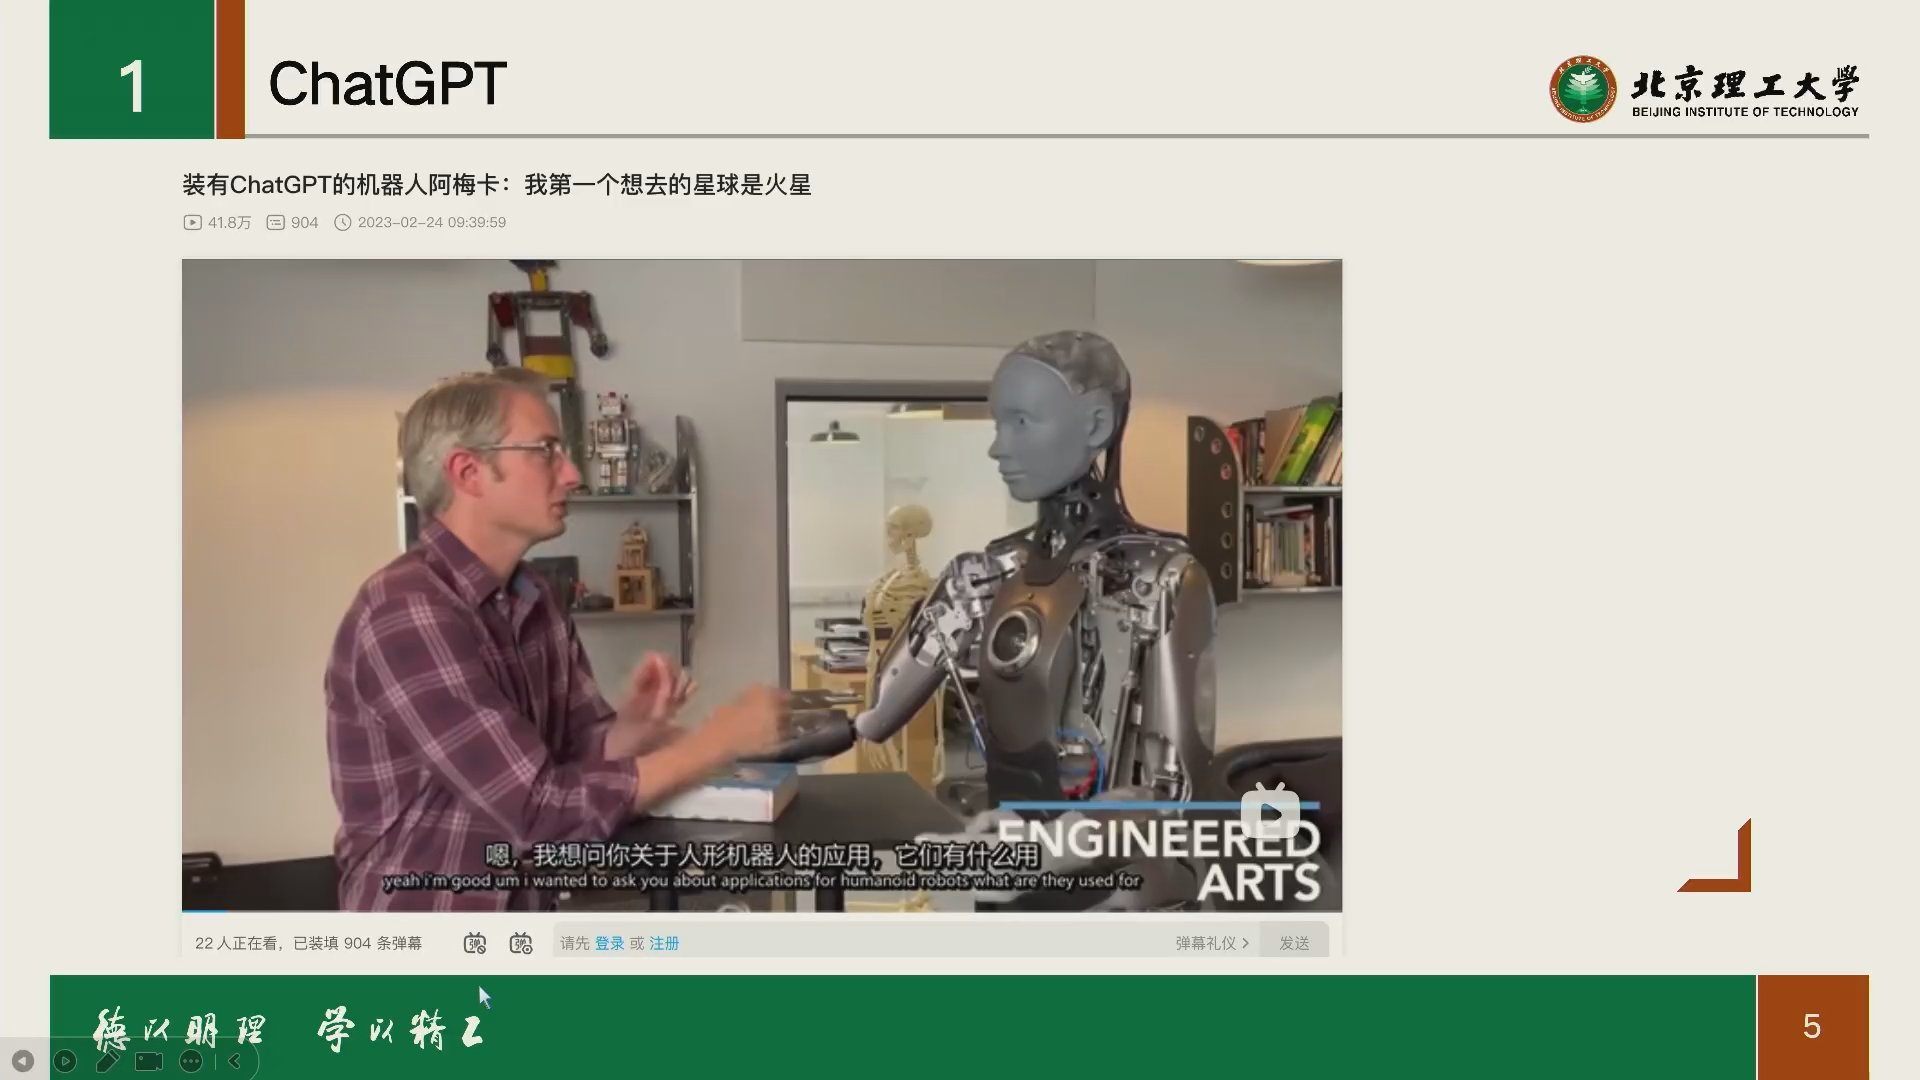 1
ChatGPT
北京理工大学
BEIJING INSTITUTE OF TECHNOLOGY
装有ChatGPT的机器人阿梅卡：我第一个想去的星球是火星
41.8万 904 2023-02-24 09:39:59
ENGINEERED
ARTS
嗯，我想问你关于人形机器人的应用，它们有什么用
yeah i'm good um i wanted to ask you about applications for humanoid robots what are they used for
22 人正在看，已装填 904 条弹幕
请先 登录 或 注册
弹幕礼仪 >
发送
德以明理 学以精工
5